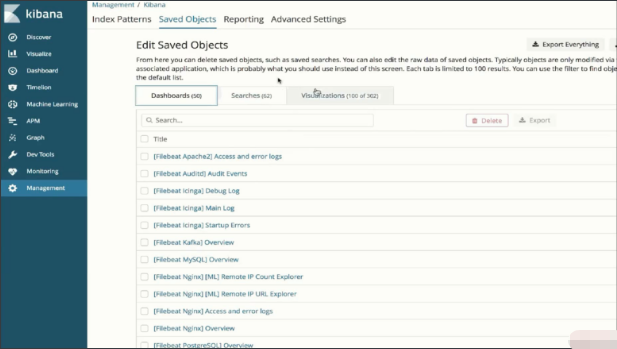 kibana
Discover
Visualize
Dashboard
Timelion
Machine Learning
APM
Graph
Dev Tools
Monitoring
Management
Management / Kibana
Index Patterns Saved Objects Reporting Advanced Settings
Edit Saved Objects
Export Everything
From here you can delete saved objects, such as saved searches. You can also edit the raw data of saved objects. Typically objects are only modified via
associated application, which is probably what you should use instead of this screen. Each tab is limited to 100 results. You can use the filter to find obje
the default list.
Dashboards (50) Searches (62) Visualizations (100 of 302)
Search...
Delete Export
Title
[Filebeat Apache2] Access and error logs
[Filebeat Auditd] Audit Events
[Filebeat Icinga] Debug Log
[Filebeat Icinga] Main Log
[Filebeat Icinga] Startup Errors
[Filebeat Kafka] Overview
[Filebeat MySQL] Overview
[Filebeat Nginx] [ML] Remote IP Count Explorer
[Filebeat Nginx] [ML] Remote IP URL Explorer
[Filebeat Nginx] Access and error logs
[Filebeat Nginx] Overview
[Filebeat PostgreSQL] Overview